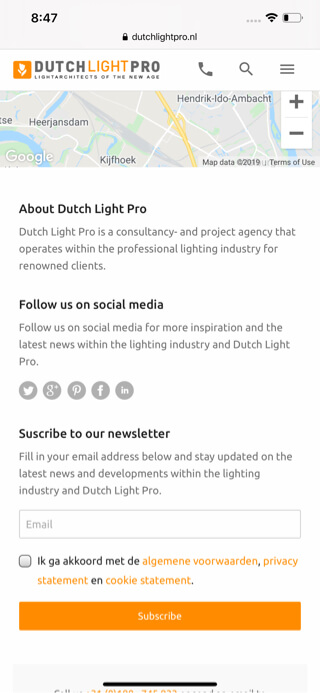 8:47
dutchlightpro.nl
DUTCHLIGHTPRO
LIGHTARCHITECTS OF THE NEW AGE
Hendrik-Ido-Ambacht
Heerjansdam
Kijfhoek
Google
Map data ©2019
Terms of Use
About Dutch Light Pro
Dutch Light Pro is a consultancy- and project agency that
operates within the professional lighting industry for
renowned clients.
Follow us on social media
Follow us on social media for more inspiration and the
latest news within the lighting industry and Dutch Light
Pro.
Suscribe to our newsletter
Fill in your email address below and stay updated on the
latest news and developments within the lighting
industry and Dutch Light Pro.
Email
Ik ga akkoord met de algemene voorwaarden, privacy
statement en cookie statement.
Subscribe